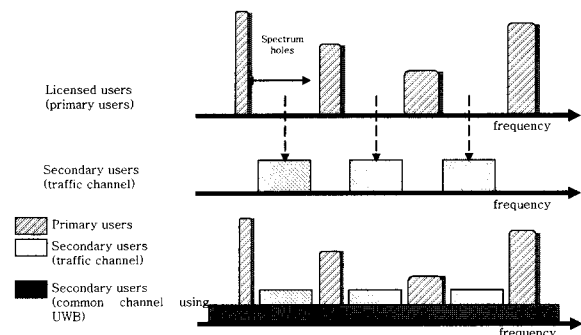 Spectrum
holes
Licensed users
(primary users)
frequency
Secondary users
(traffic channel)
frequency
Primary users
Secondary users
(traffic channel)
Secondary users
(common channel using
UWB)
frequency